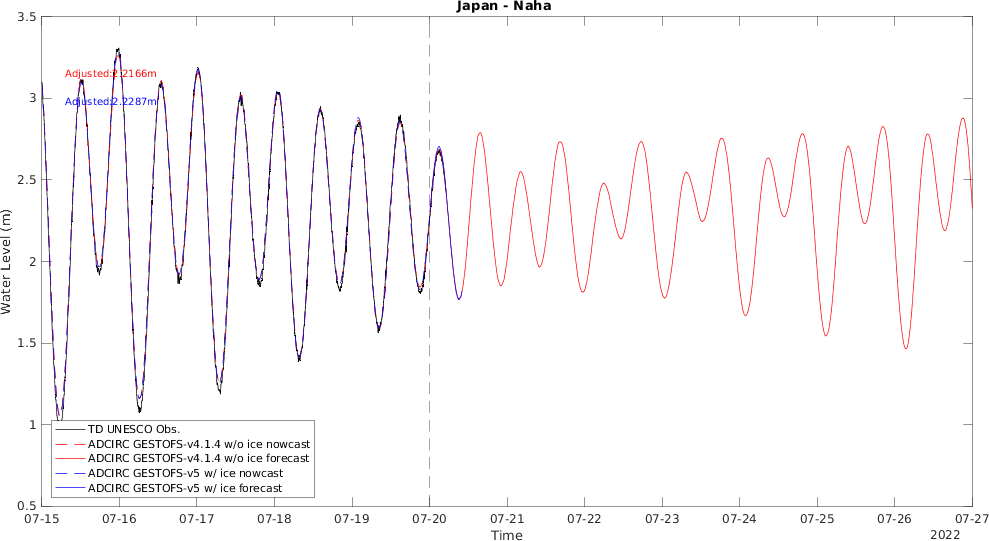 Japan - Naha
3.5
3
2.5
2
1.5
1
0.5
Water Level (m)
Adjusted:2.2166m
Adjusted:2.2287m
TD UNESCO Obs.
ADCIRC GESTOFS-v4.1.4 w/o ice nowcast
ADCIRC GESTOFS-v4.1.4 w/o ice forecast
ADCIRC GESTOFS-v5 w/ ice nowcast
ADCIRC GESTOFS-v5 w/ ice forecast
07-15 07-16 07-17 07-18 07-19 07-20 07-21 07-22 07-23 07-24 07-25 07-26 07-27
Time
2022